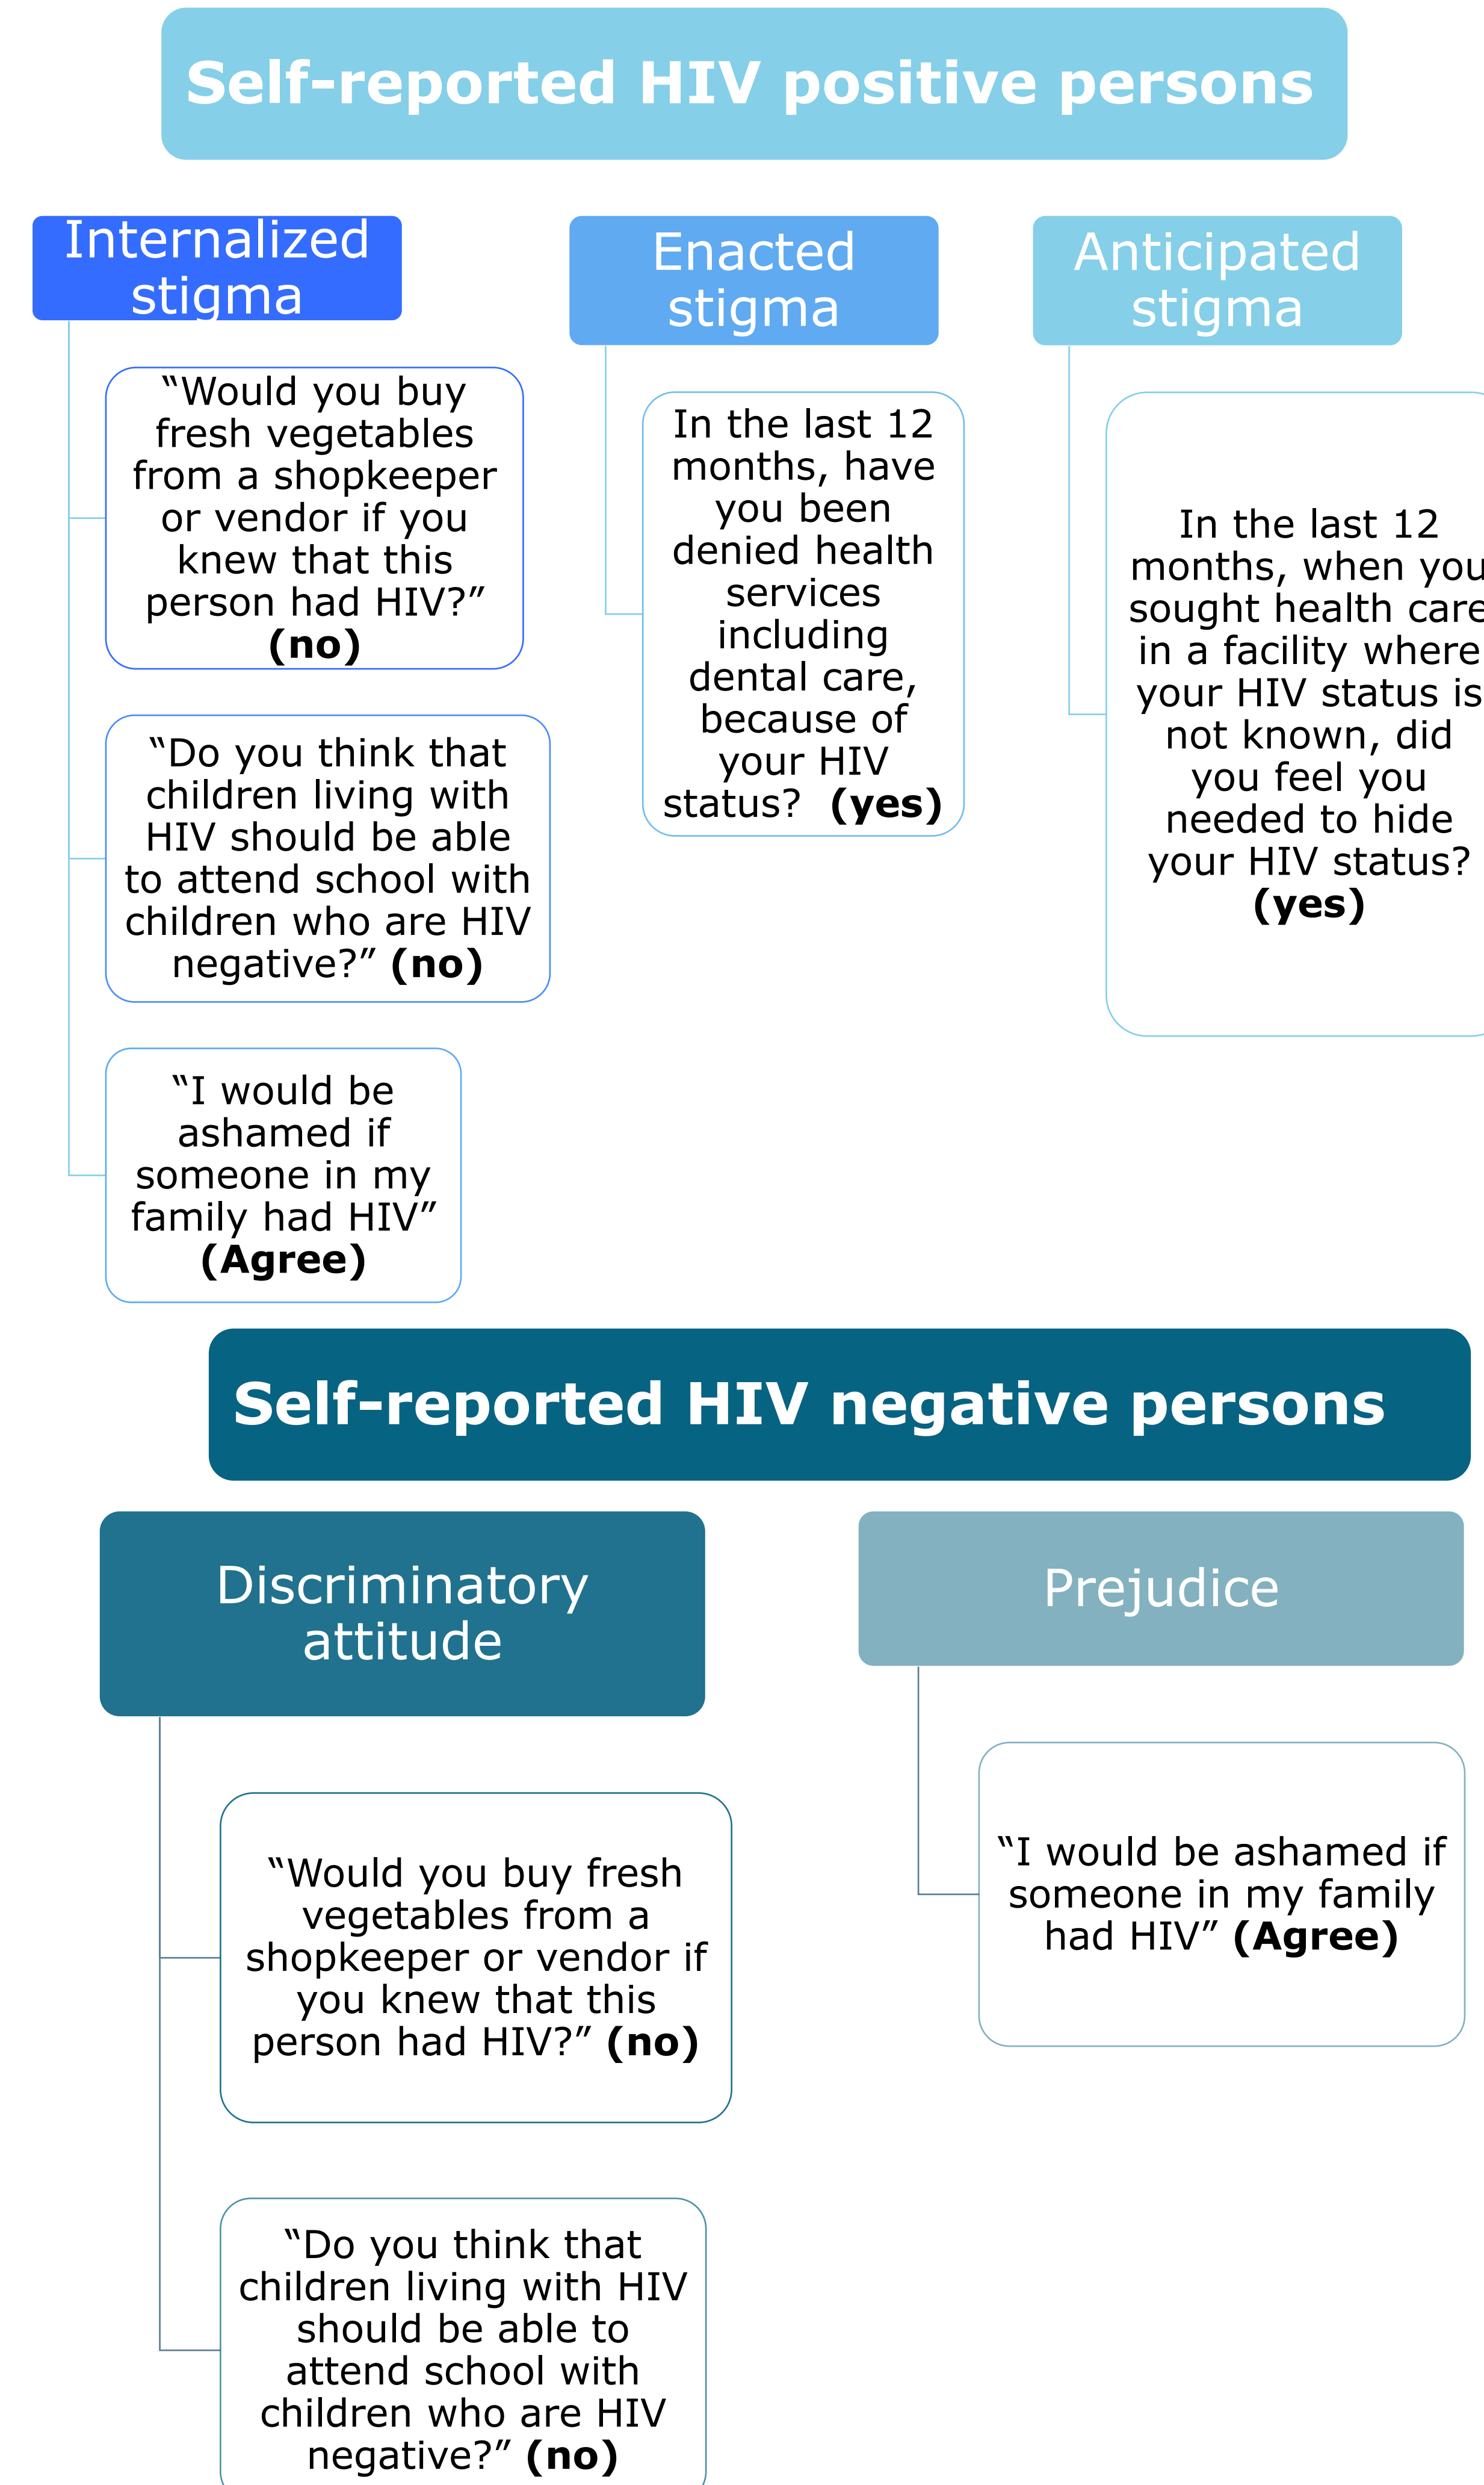 Self-reported HIV positive persons
Internalized
stigma
“Would you buy
fresh vegetables
from a shopkeeper
or vendor if you
knew that this
person had HIV?”
(no)
“Do you think that
children living with
HIV should be able
to attend school with
children who are HIV
negative?” (no)
“I would be
ashamed if
someone in my
family had HIV”
(Agree)
Enacted
stigma
In the last 12
months, have
you been
denied health
services
including
dental care,
because of
your HIV
status?  (yes)
Anticipated
stigma
In the last 12
months, when you
sought health care
in a facility where
your HIV status is
not known, did
you feel you
needed to hide
your HIV status?
(yes)
Self-reported HIV negative persons
Discriminatory
attitude
“Would you buy fresh
vegetables from a
shopkeeper or vendor if
you knew that this
person had HIV?” (no)
“Do you think that
children living with HIV
should be able to
attend school with
children who are HIV
negative?” (no)
Prejudice
“I would be ashamed if
someone in my family
had HIV” (Agree)